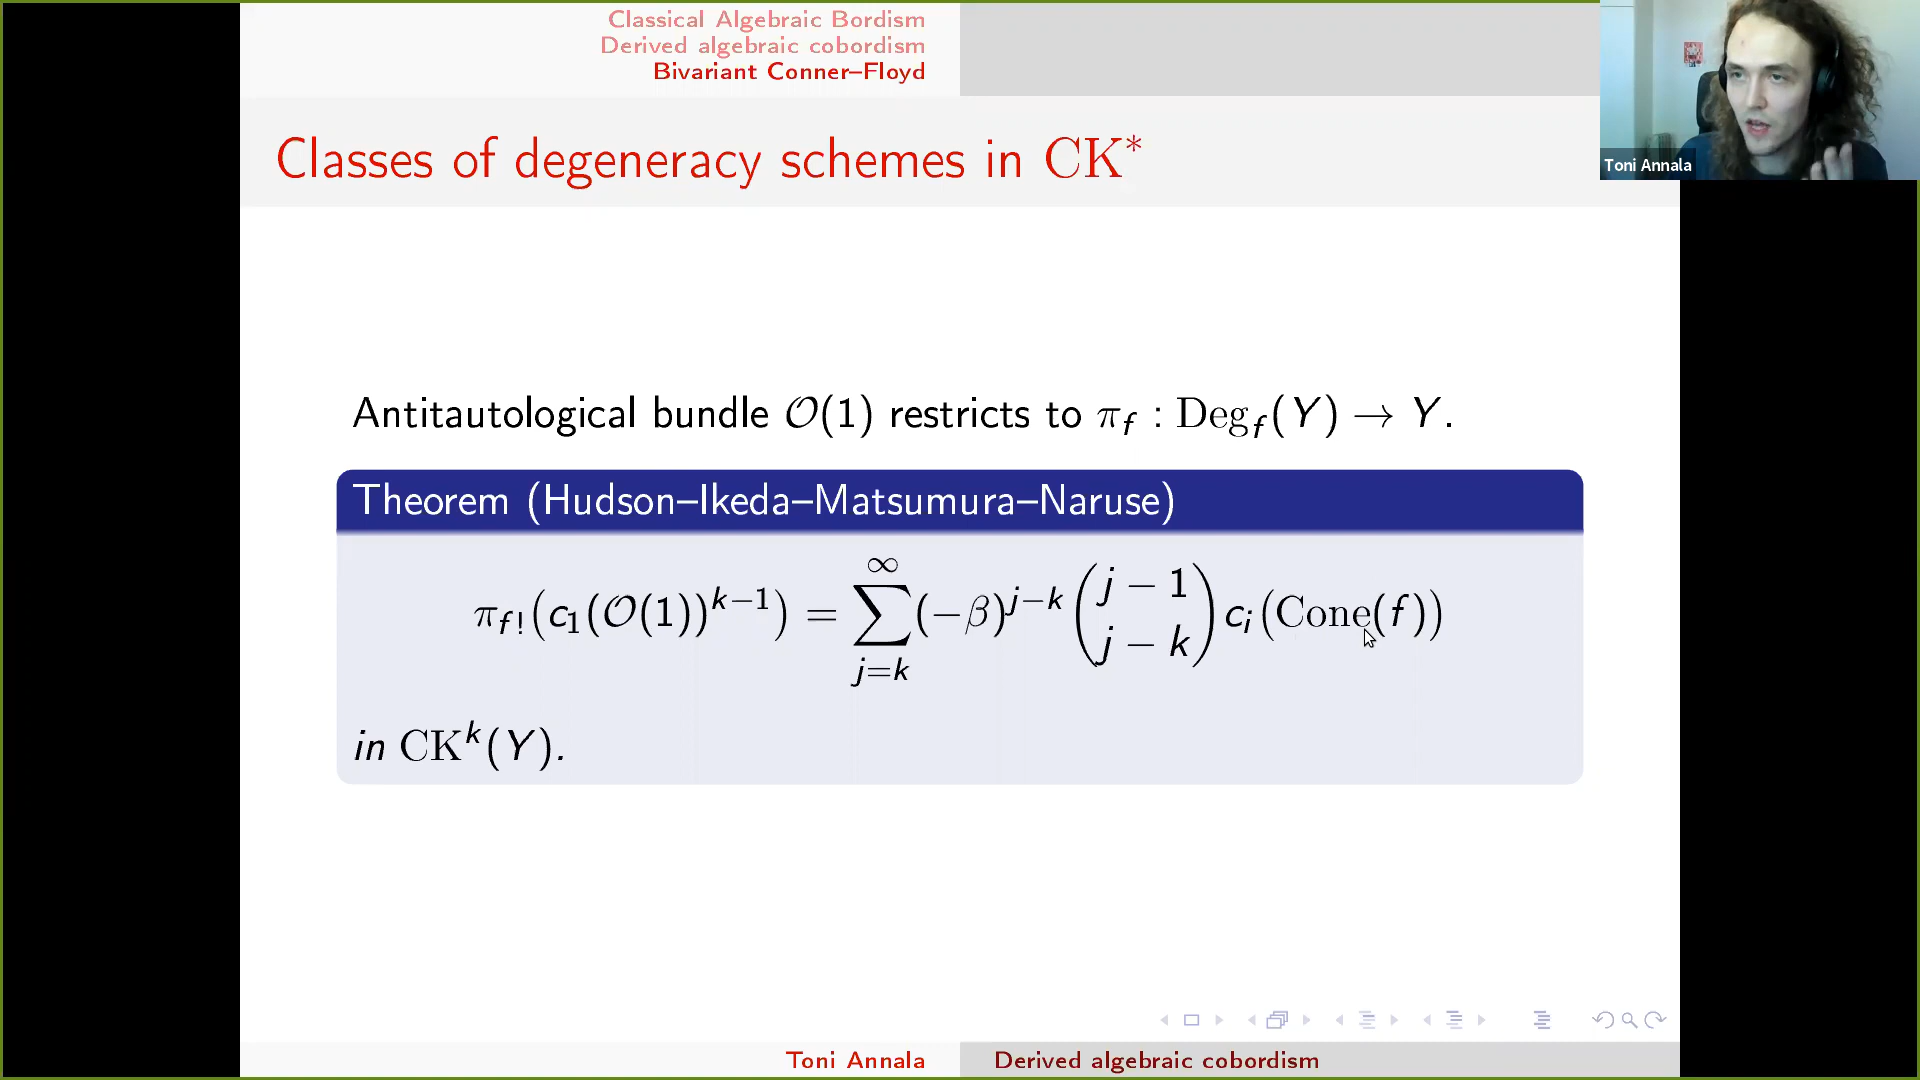 Classical Algebraic Bordism
Derived algebraic cobordism
Bivariant Conner–Floyd
Classes of degeneracy schemes in CK*
Toni Annala
Antitautological bundle 𝒪(1) restricts to π_f : Deg_f(Y) → Y.
Theorem (Hudson–Ikeda–Matsumura–Naruse)
π_{f!}(c_1(𝒪(1))^{k−1}) = ∑_{j=k}^{∞} (−β)^{j−k} \binom{j−1}{j−k} c_i(Cone(f))
in CK^k(Y).
Toni Annala
Derived algebraic cobordism